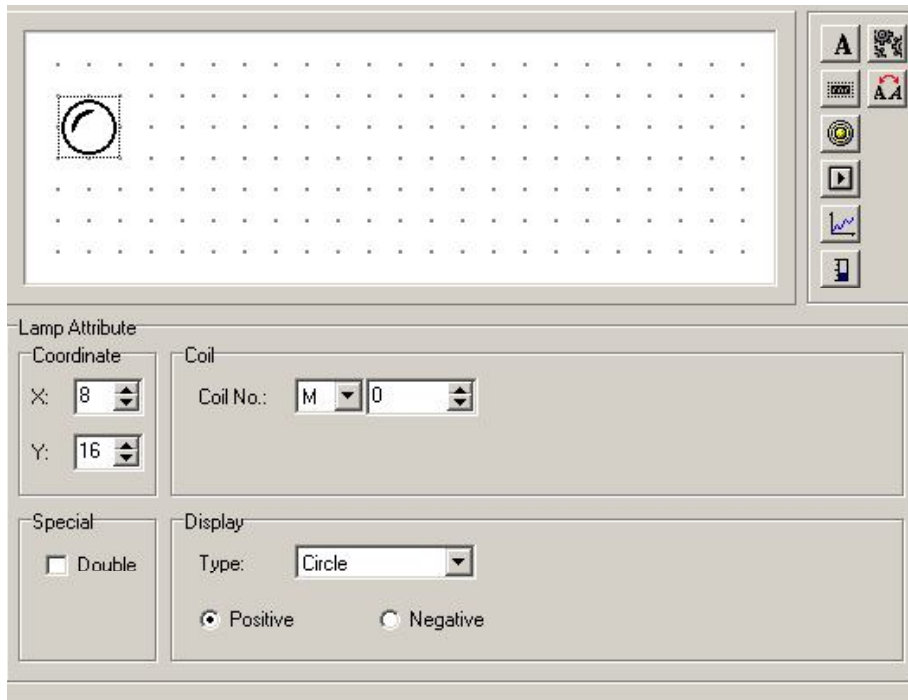 A
A A
Lamp Attribute
Coordinate
Coil
X: 8
Coil No.: M 0
Y: 16
Special
Display
Double
Type: Circle
Positive Negative